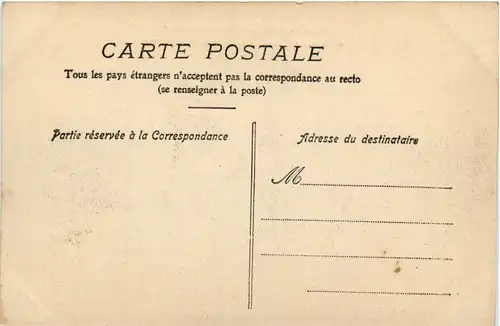 CARTE POSTALE
Tous les pays étrangers n'acceptent pas la correspondance au recto
(se renseigner à la poste)
Partie réservée à la Correspondance
Adresse du destinataire
M